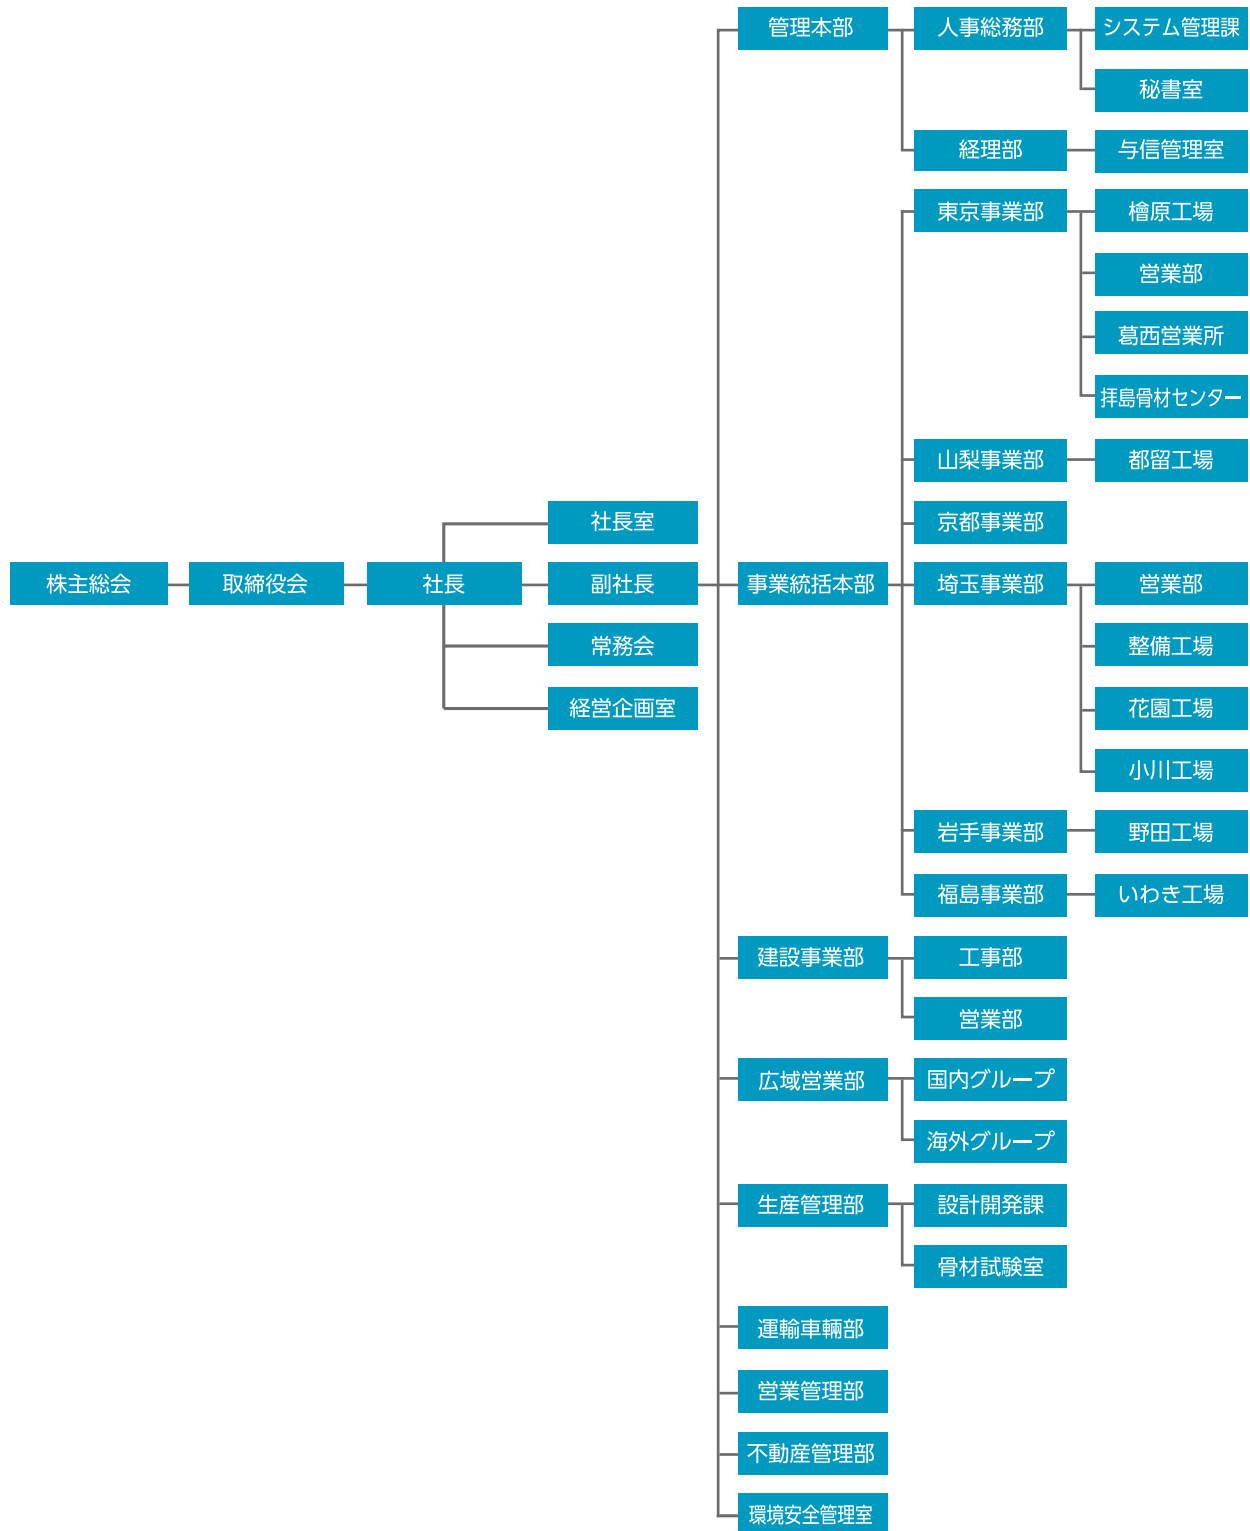 株主総会
取締役会
社長
社長室
副社長
常務会
経営企画室
管理本部
人事総務部
システム管理課
秘書室
経理部
与信管理室
事業統括本部
東京事業部
檜原工場
営業部
葛西営業所
拝島骨材センター
山梨事業部
都留工場
京都事業部
埼玉事業部
営業部
整備工場
花園工場
小川工場
岩手事業部
野田工場
福島事業部
いわき工場
建設事業部
工事部
営業部
広域営業部
国内グループ
海外グループ
生産管理部
設計開発課
骨材試験室
運輸車輛部
営業管理部
不動産管理部
環境安全管理室